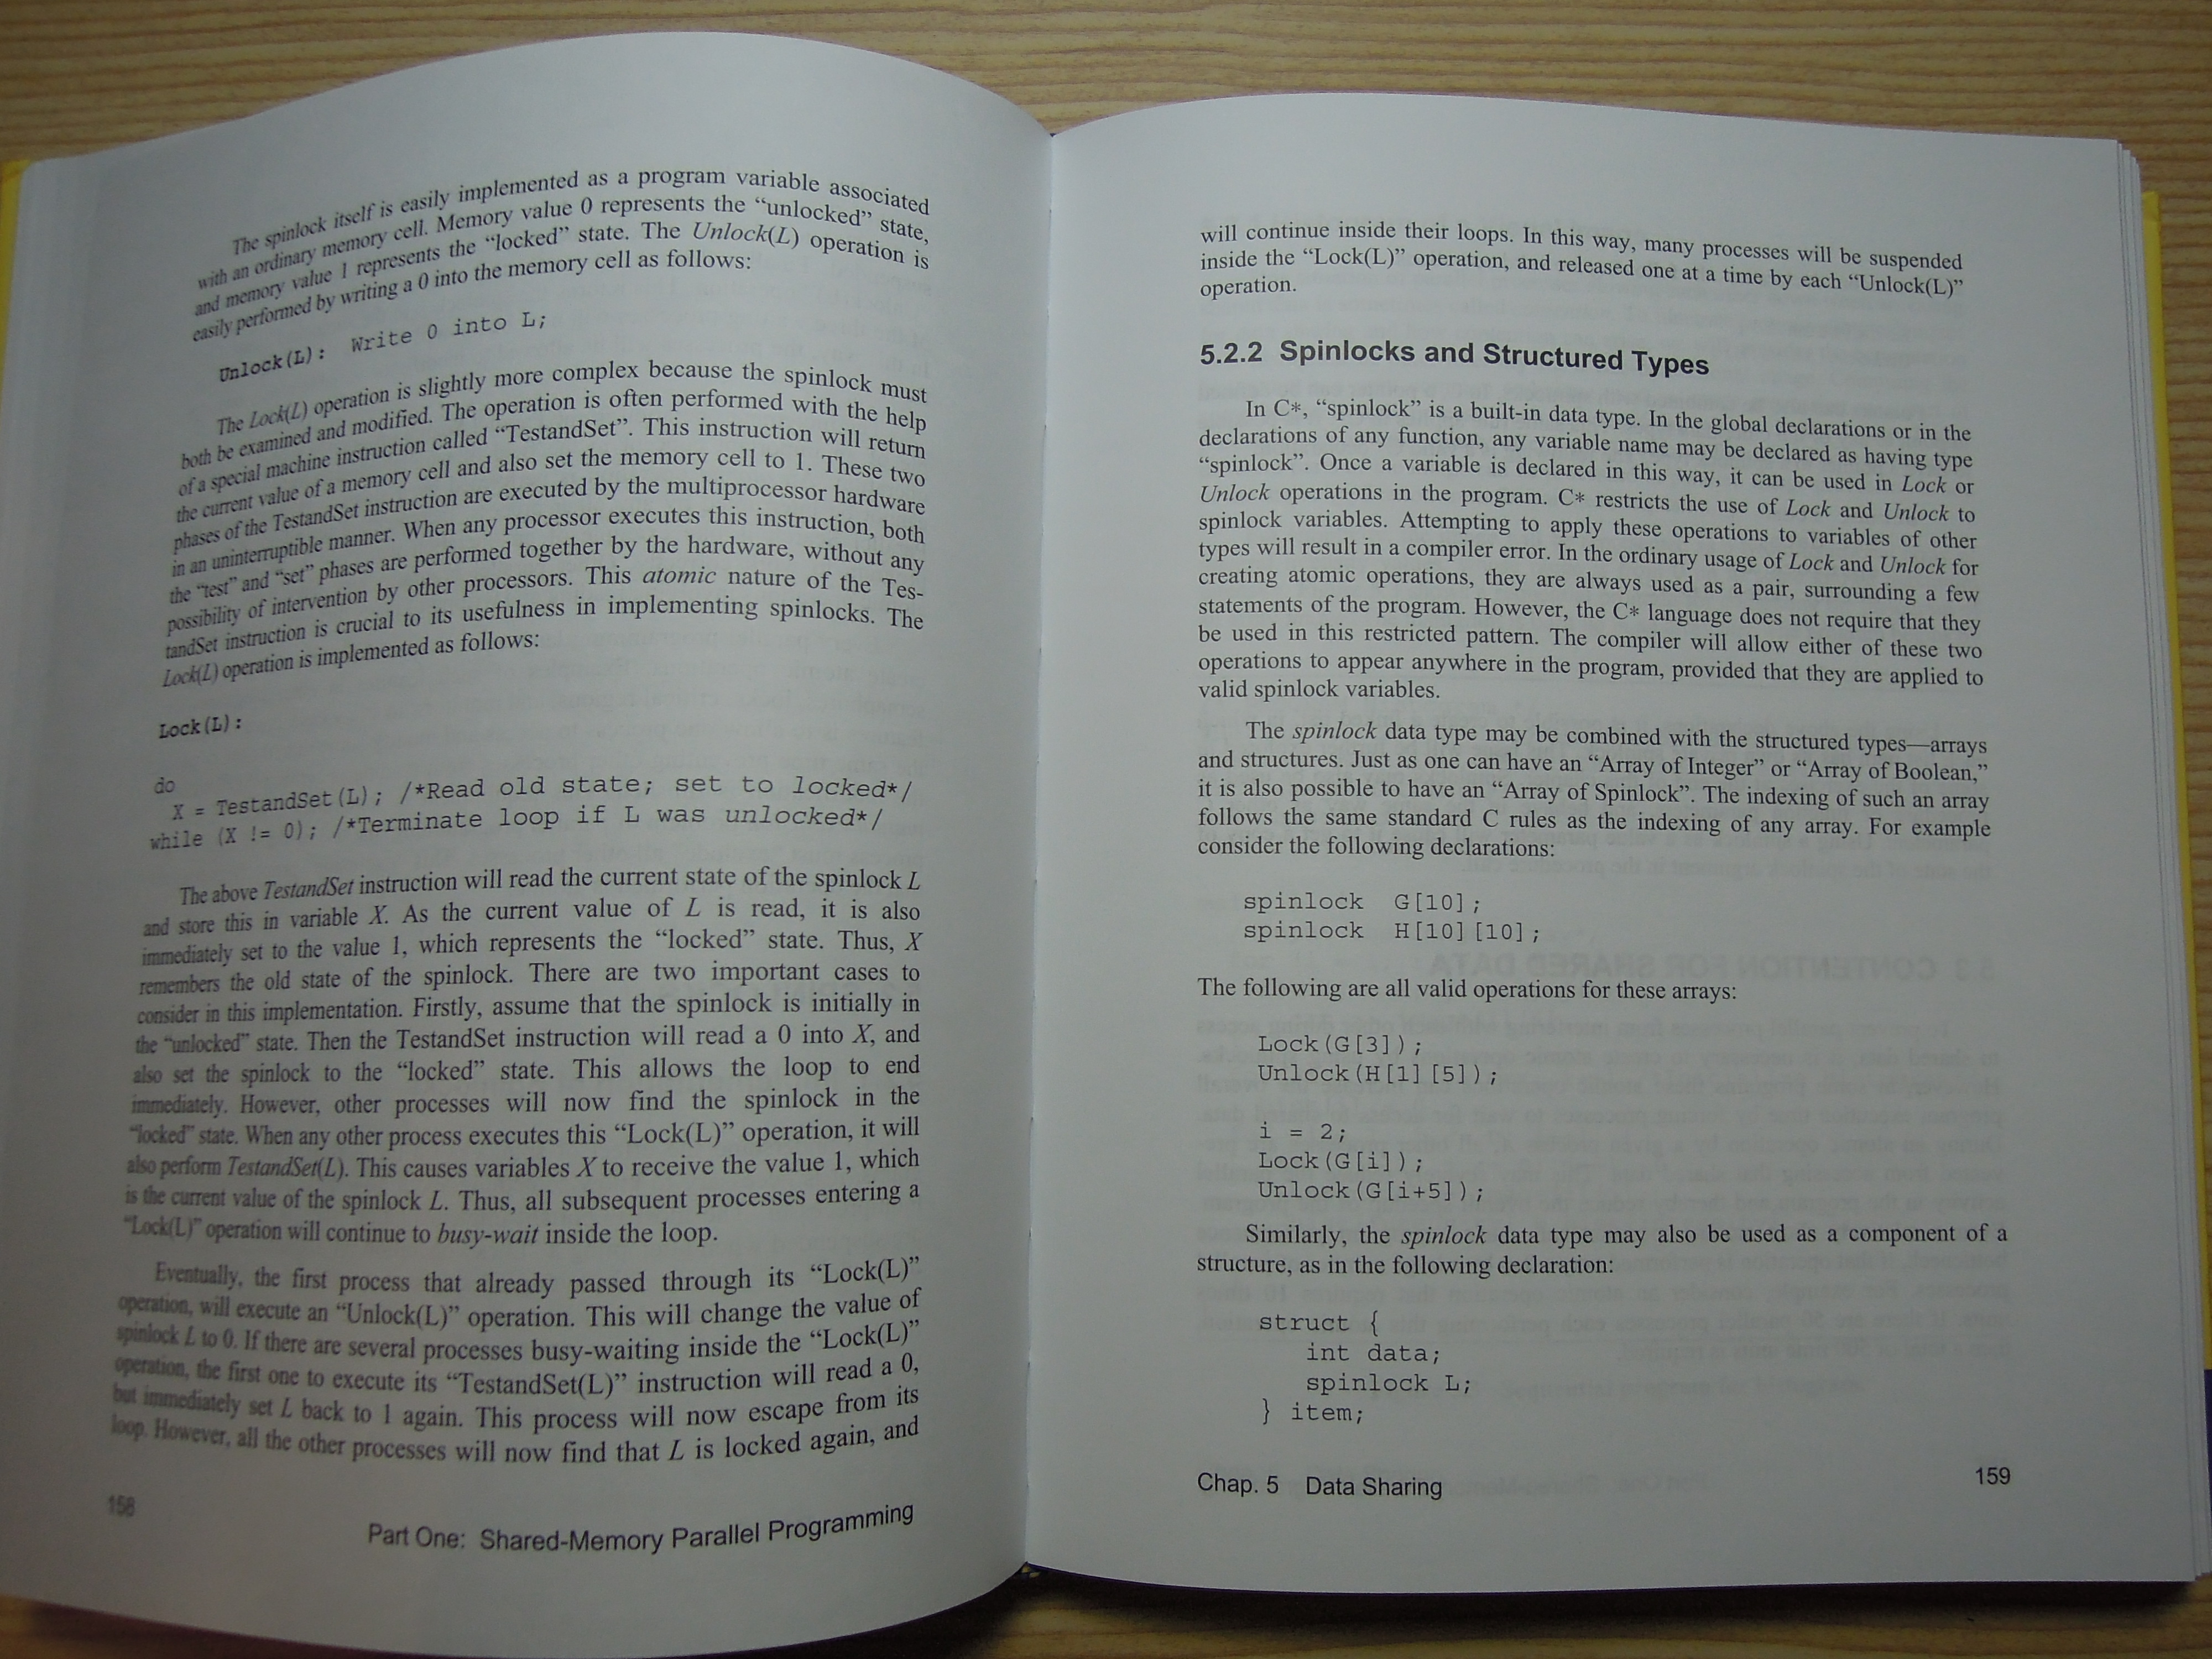 The spinlock itself is easily implemented as a program variable associated
with an ordinary memory cell. Memory value 0 represents the “unlocked” state,
and memory value 1 represents the “locked” state. The Unlock(L) operation is
easily performed by writing a 0 into the memory cell as follows:
Unlock(L): Write 0 into L;
The Lock(L) operation is slightly more complex because the spinlock must
both be examined and modified. The operation is often performed with the help
of a special machine instruction called “TestandSet”. This instruction will return
the current value of a memory cell and also set the memory cell to 1. These two
phases of the TestandSet instruction are executed by the multiprocessor hardware
in an uninterruptible manner. When any processor executes this instruction, both
the “test” and “set” phases are performed together by the hardware, without any
possibility of intervention by other processors. This atomic nature of the Tes-
tandSet instruction is crucial to its usefulness in implementing spinlocks. The
Lock(L) operation is implemented as follows:
Lock(L):
do
X = TestandSet(L); /*Read old state; set to locked*/
while (X != 0); /*Terminate loop if L was unlocked*/
The above TestandSet instruction will read the current state of the spinlock L
and store this in variable X. As the current value of L is read, it is also
immediately set to the value 1, which represents the “locked” state. Thus, X
remembers the old state of the spinlock. There are two important cases to
consider in this implementation. Firstly, assume that the spinlock is initially in
the “unlocked” state. Then the TestandSet instruction will read a 0 into X, and
also set the spinlock to the “locked” state. This allows the loop to end
immediately. However, other processes will now find the spinlock in the
“locked” state. When any other process executes this “Lock(L)” operation, it will
also perform TestandSet(L). This causes variables X to receive the value 1, which
is the current value of the spinlock L. Thus, all subsequent processes entering a
“Lock(L)” operation will continue to busy-wait inside the loop.
Eventually, the first process that already passed through its “Lock(L)”
operation, will execute an “Unlock(L)” operation. This will change the value of
spinlock L to 0. If there are several processes busy-waiting inside the “Lock(L)”
operation, the first one to execute its “TestandSet(L)” instruction will read a 0,
but immediately set L back to 1 again. This process will now escape from its
loop. However, all the other processes will now find that L is locked again, and
158
Part One: Shared-Memory Parallel Programming
will continue inside their loops. In this way, many processes will be suspended
inside the “Lock(L)” operation, and released one at a time by each “Unlock(L)”
operation.
5.2.2 Spinlocks and Structured Types
In C*, “spinlock” is a built-in data type. In the global declarations or in the
declarations of any function, any variable name may be declared as having type
“spinlock”. Once a variable is declared in this way, it can be used in Lock or
Unlock operations in the program. C* restricts the use of Lock and Unlock to
spinlock variables. Attempting to apply these operations to variables of other
types will result in a compiler error. In the ordinary usage of Lock and Unlock for
creating atomic operations, they are always used as a pair, surrounding a few
statements of the program. However, the C* language does not require that they
be used in this restricted pattern. The compiler will allow either of these two
operations to appear anywhere in the program, provided that they are applied to
valid spinlock variables.
The spinlock data type may be combined with the structured types—arrays
and structures. Just as one can have an “Array of Integer” or “Array of Boolean,”
it is also possible to have an “Array of Spinlock”. The indexing of such an array
follows the same standard C rules as the indexing of any array. For example
consider the following declarations:
spinlock G[10];
spinlock H[10][10];
The following are all valid operations for these arrays:
Lock(G[3]);
Unlock(H[1][5]);
i = 2;
Lock(G[i]);
Unlock(G[i+5]);
Similarly, the spinlock data type may also be used as a component of a
structure, as in the following declaration:
struct {
int data;
spinlock L;
} item;
Chap. 5 Data Sharing
159